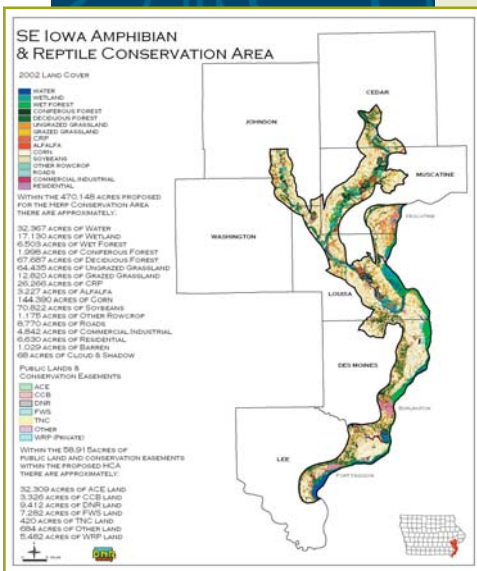 SE IOWA AMPHIBIAN
& REPTILE CONSERVATION AREA
2002 LAND COVER
WATER
WETLAND
WET FOREST
CONIFEROUS FOREST
DECIDUOUS FOREST
UNGRAZED GRASSLAND
GRAZED GRASSLAND
CRP
ALFALFA
CORN
SOYBEANS
OTHER ROWCROP
ROADS
COMMERCIAL INDUSTRIAL
RESIDENTIAL
WITHIN THE 470,148 ACRES PROPOSED
FOR THE HERP CONSERVATION AREA
THERE ARE APPROXIMATELY:
32,367 ACRES OF WATER
17,130 ACRES OF WETLAND
6,503 ACRES OF WET FOREST
1,998 ACRES OF CONIFEROUS FOREST
67,687 ACRES OF DECIDUOUS FOREST
64,435 ACRES OF UNGRAZED GRASSLAND
12,820 ACRES OF GRAZED GRASSLAND
26,266 ACRES OF CRP
3,227 ACRES OF ALFALFA
144,390 ACRES OF CORN
70,822 ACRES OF SOYBEANS
1,175 ACRES OF OTHER ROWCROP
8,770 ACRES OF ROADS
4,842 ACRES OF COMMERCIAL INDUSTRIAL
6,630 ACRES OF RESIDENTIAL
1,029 ACRES OF BARREN
68 ACRES OF CLOUD & SHADOW
PUBLIC LANDS &
CONSERVATION EASEMENTS
ACE
CCB
DNR
FWS
TNC
OTHER
WRP (PRIVATE)
WITHIN THE 58,915 ACRES OF
PUBLIC LAND AND CONSERVATION EASEMENTS
WITHIN THE PROPOSED HCA
THERE ARE APPROXIMATELY:
32,309 ACRES OF ACE LAND
3,326 ACRES OF CCB LAND
9,412 ACRES OF DNR LAND
7,282 ACRES OF FWS LAND
420 ACRES OF TNC LAND
684 ACRES OF OTHER LAND
5,482 ACRES OF WRP LAND
DNR
CEDAR
JOHNSON
MUSCATINE
MUSCATINE
WASHINGTON
LOUISA
DES MOINES
BURLINGTON
LEE
FORT MADISON